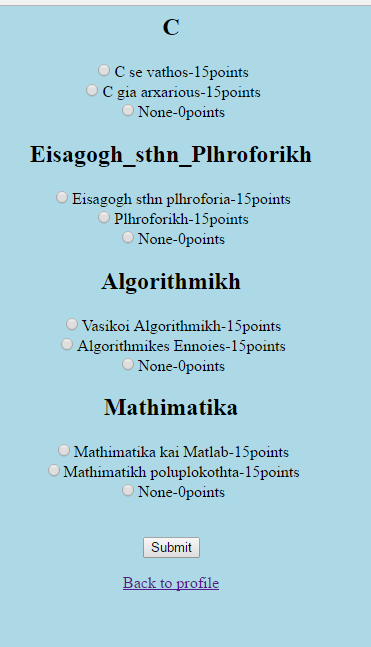 C
C se vathos-15points
C gia arxarious-15points
None-0points
Eisagogh_sthn_Plhroforikh
Eisagogh sthn plhroforia-15points
Plhroforikh-15points
None-0points
Algorithmikh
Vasikoi Algorithmikh-15points
Algorithmikes Ennoies-15points
None-0points
Mathimatika
Mathimatika kai Matlab-15points
Mathimatikh poluplokothta-15points
None-0points
Submit
Back to profile